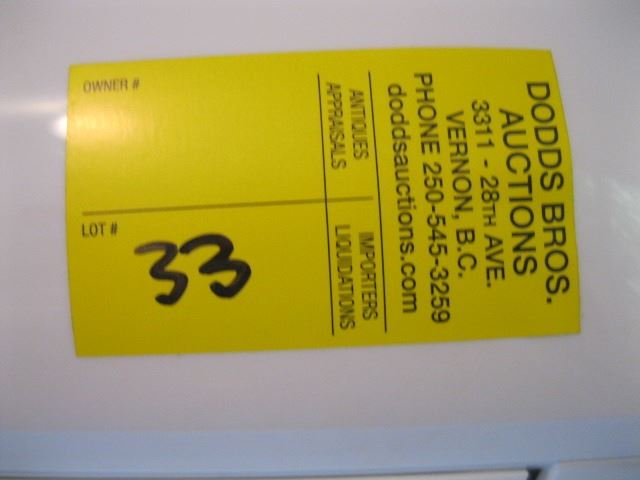 DODDS BROS.
AUCTIONS
3311 - 28TH AVE.
VERNON, B.C.
PHONE 250-545-3259
doddsauctions.com
ANTIQUES IMPORTERS
APPRAISALS LIQUIDATIONS
OWNER #
LOT #
33